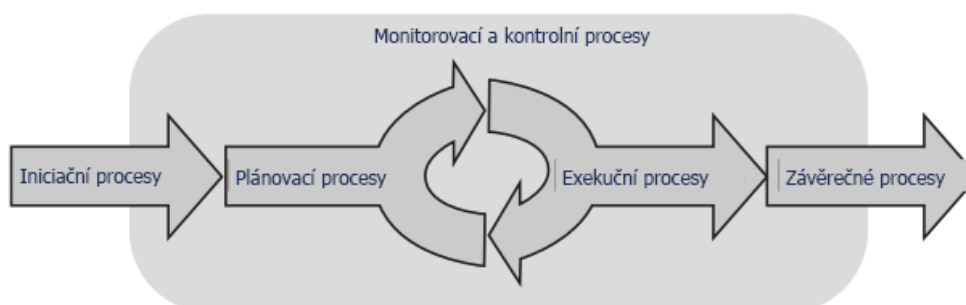 Monitorovací a kontrolní procesy
Iniciační procesy
Plánovací procesy
Exekuční procesy
Závěrečné procesy